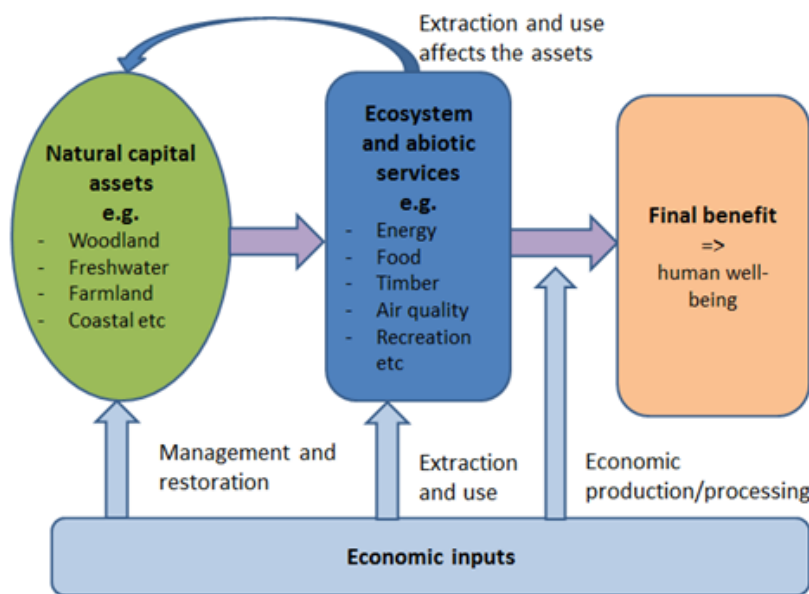 Extraction and use
affects the assets
Natural capital
assets
e.g.
- Woodland
- Freshwater
- Farmland
- Coastal etc
Ecosystem
and abiotic
services
e.g.
- Energy
- Food
- Timber
- Air quality
- Recreation
etc
Final benefit
=>
human well-
being
Management and
restoration
Extraction
and use
Economic
production/processing
Economic inputs